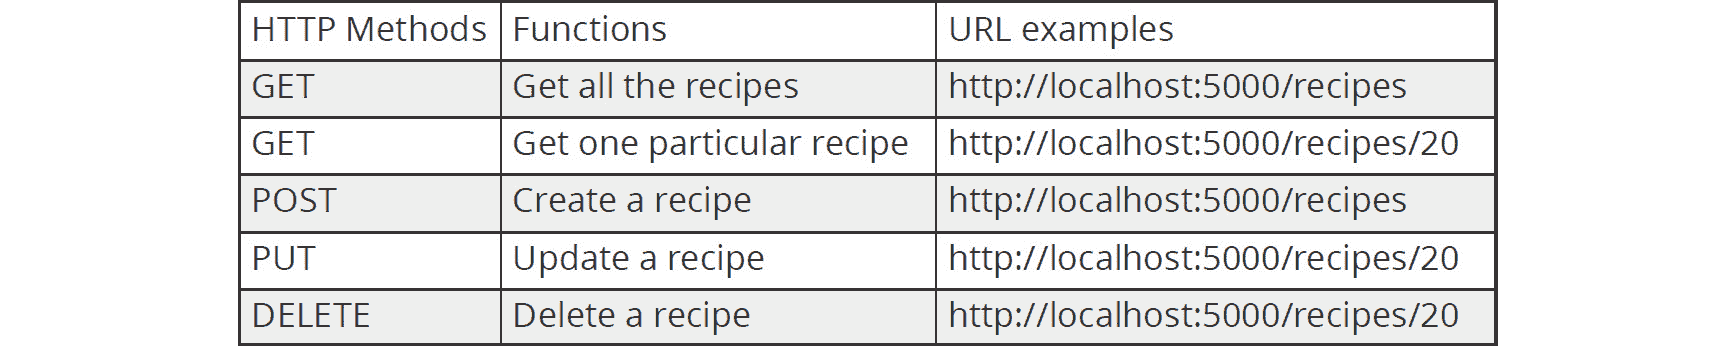 HTTP Methods Functions URL examples
GET Get all the recipes http://localhost:5000/recipes
GET Get one particular recipe http://localhost:5000/recipes/20
POST Create a recipe http://localhost:5000/recipes
PUT Update a recipe http://localhost:5000/recipes/20
DELETE Delete a recipe http://localhost:5000/recipes/20